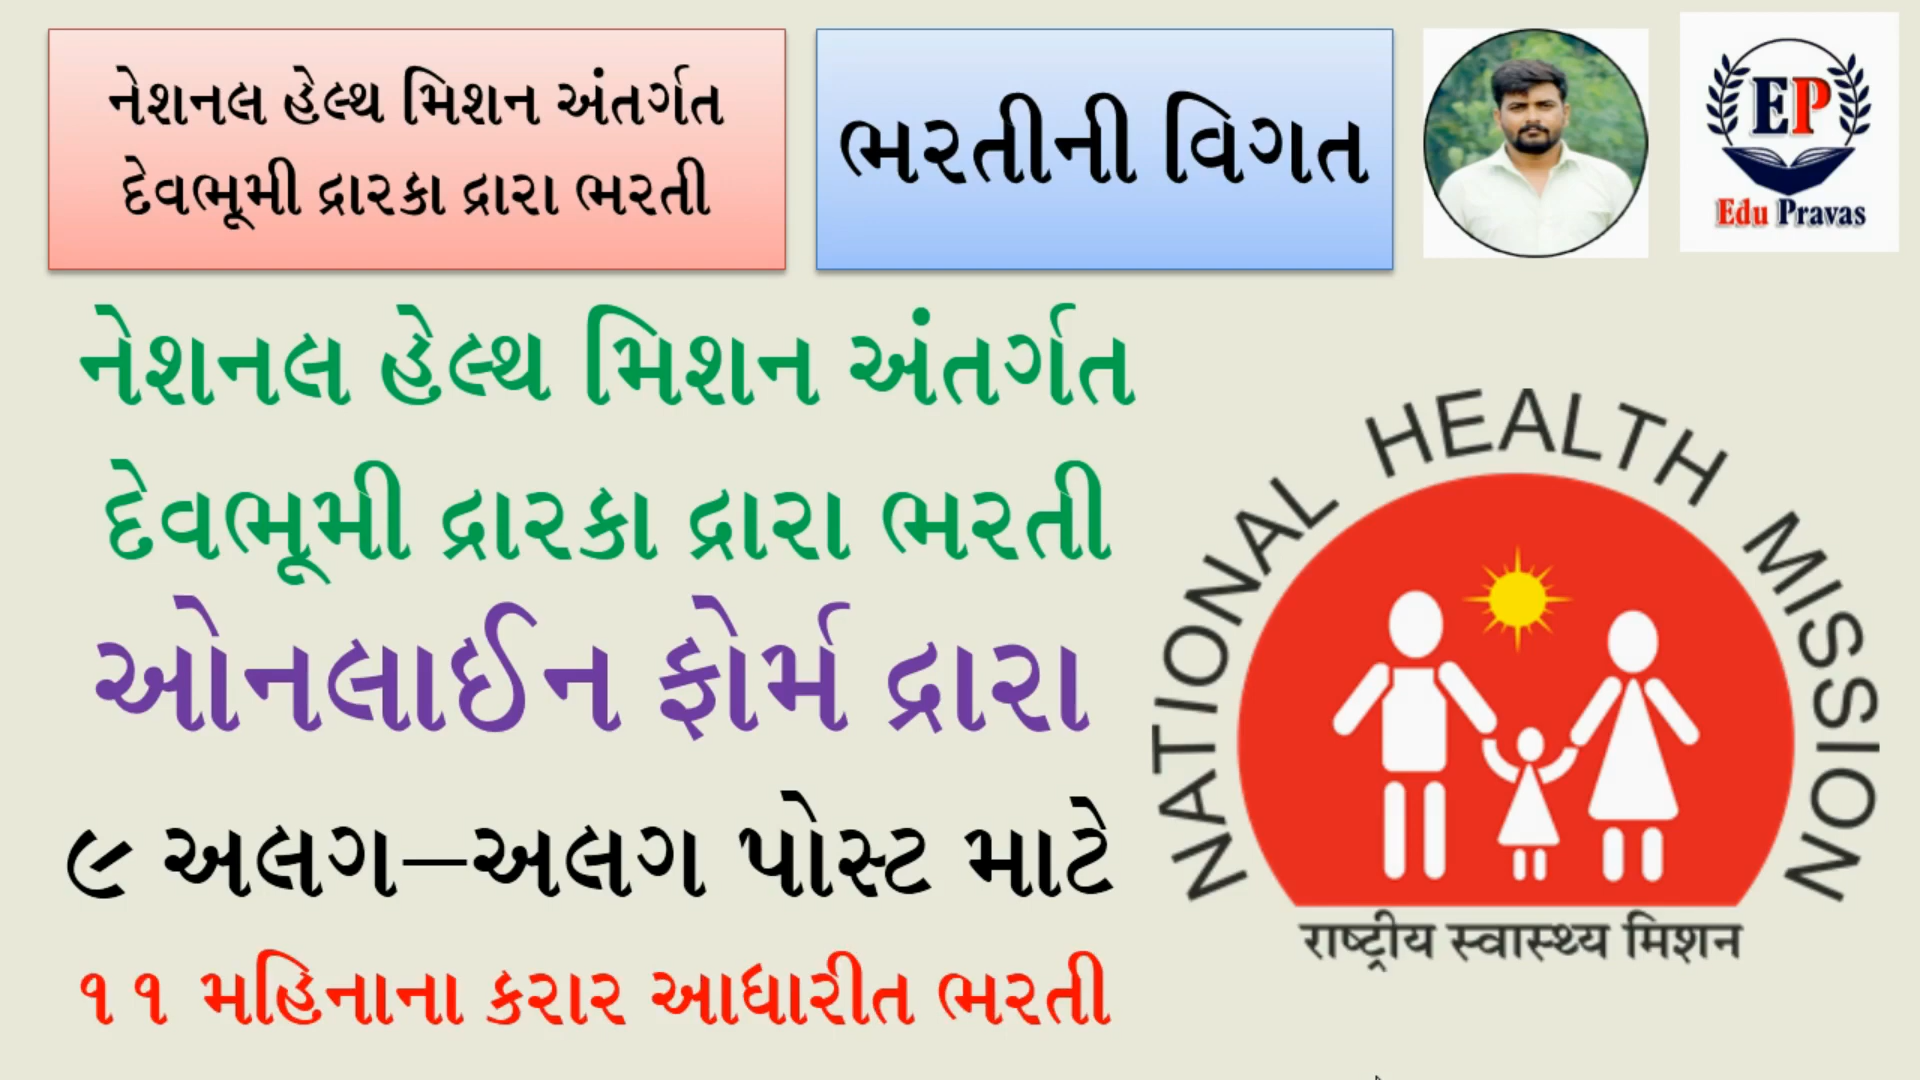 નેશનલ હેલ્થ મિશન અંતર્ગત
દેવભૂમી દ્રારકા દ્રારા ભરતી
ભરતીની વિગત
EP
Edu Pravas
નેશનલ હેલ્થ મિશન અંતર્ગત
દેવભૂમી દ્રારકા દ્રારા ભરતી
ઓનલાઈન ફોર્મ દ્રારા
૯ અલગ–અલગ પોસ્ટ માટે
૧૧ મહિનાના કરાર આધારીત ભરતી
NATIONAL HEALTH MISSION
राष्ट्रीय स्वास्थ्य मिशन